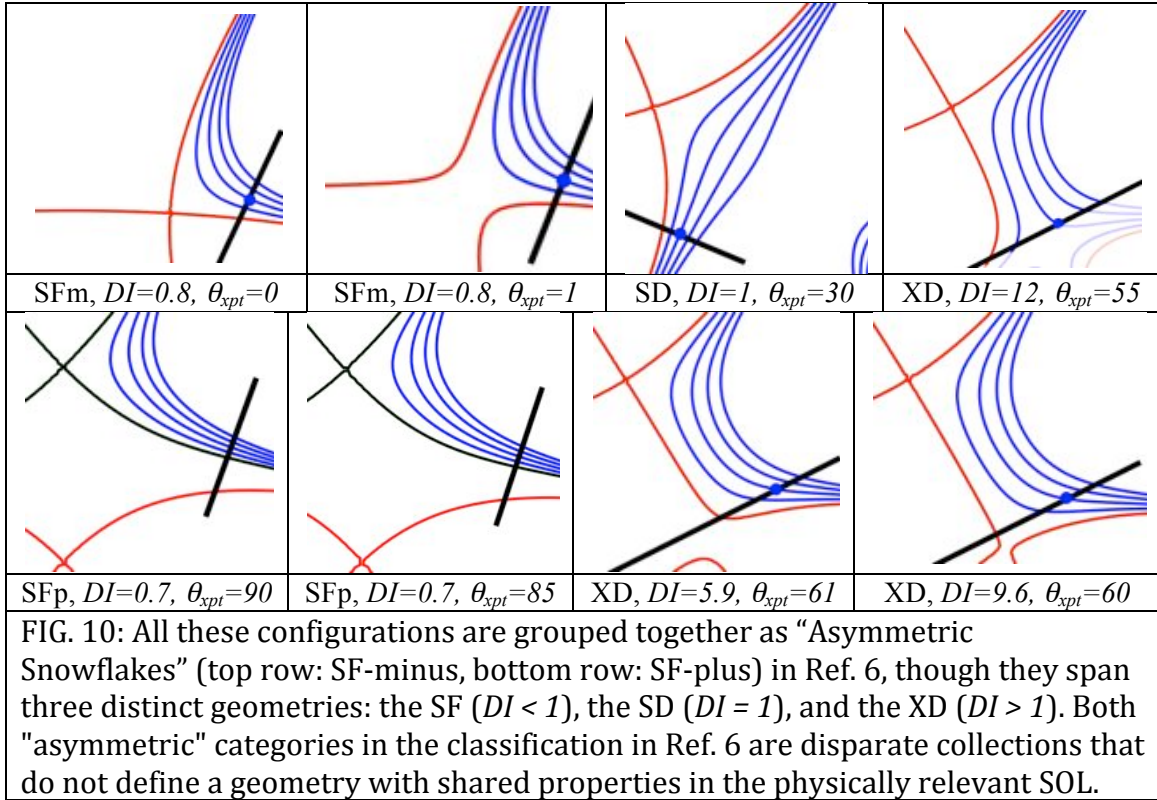 SFm, DI=0.8, θxpt=0
SFm, DI=0.8, θxpt=1
SD, DI=1, θxpt=30
XD, DI=12, θxpt=55
SFp, DI=0.7, θxpt=90
SFp, DI=0.7, θxpt=85
XD, DI=5.9, θxpt=61
XD, DI=9.6, θxpt=60
FIG. 10: All these configurations are grouped together as “Asymmetric
Snowflakes” (top row: SF-minus, bottom row: SF-plus) in Ref. 6, though they span
three distinct geometries: the SF (DI < 1), the SD (DI = 1), and the XD (DI > 1). Both
"asymmetric" categories in the classification in Ref. 6 are disparate collections that
do not define a geometry with shared properties in the physically relevant SOL.